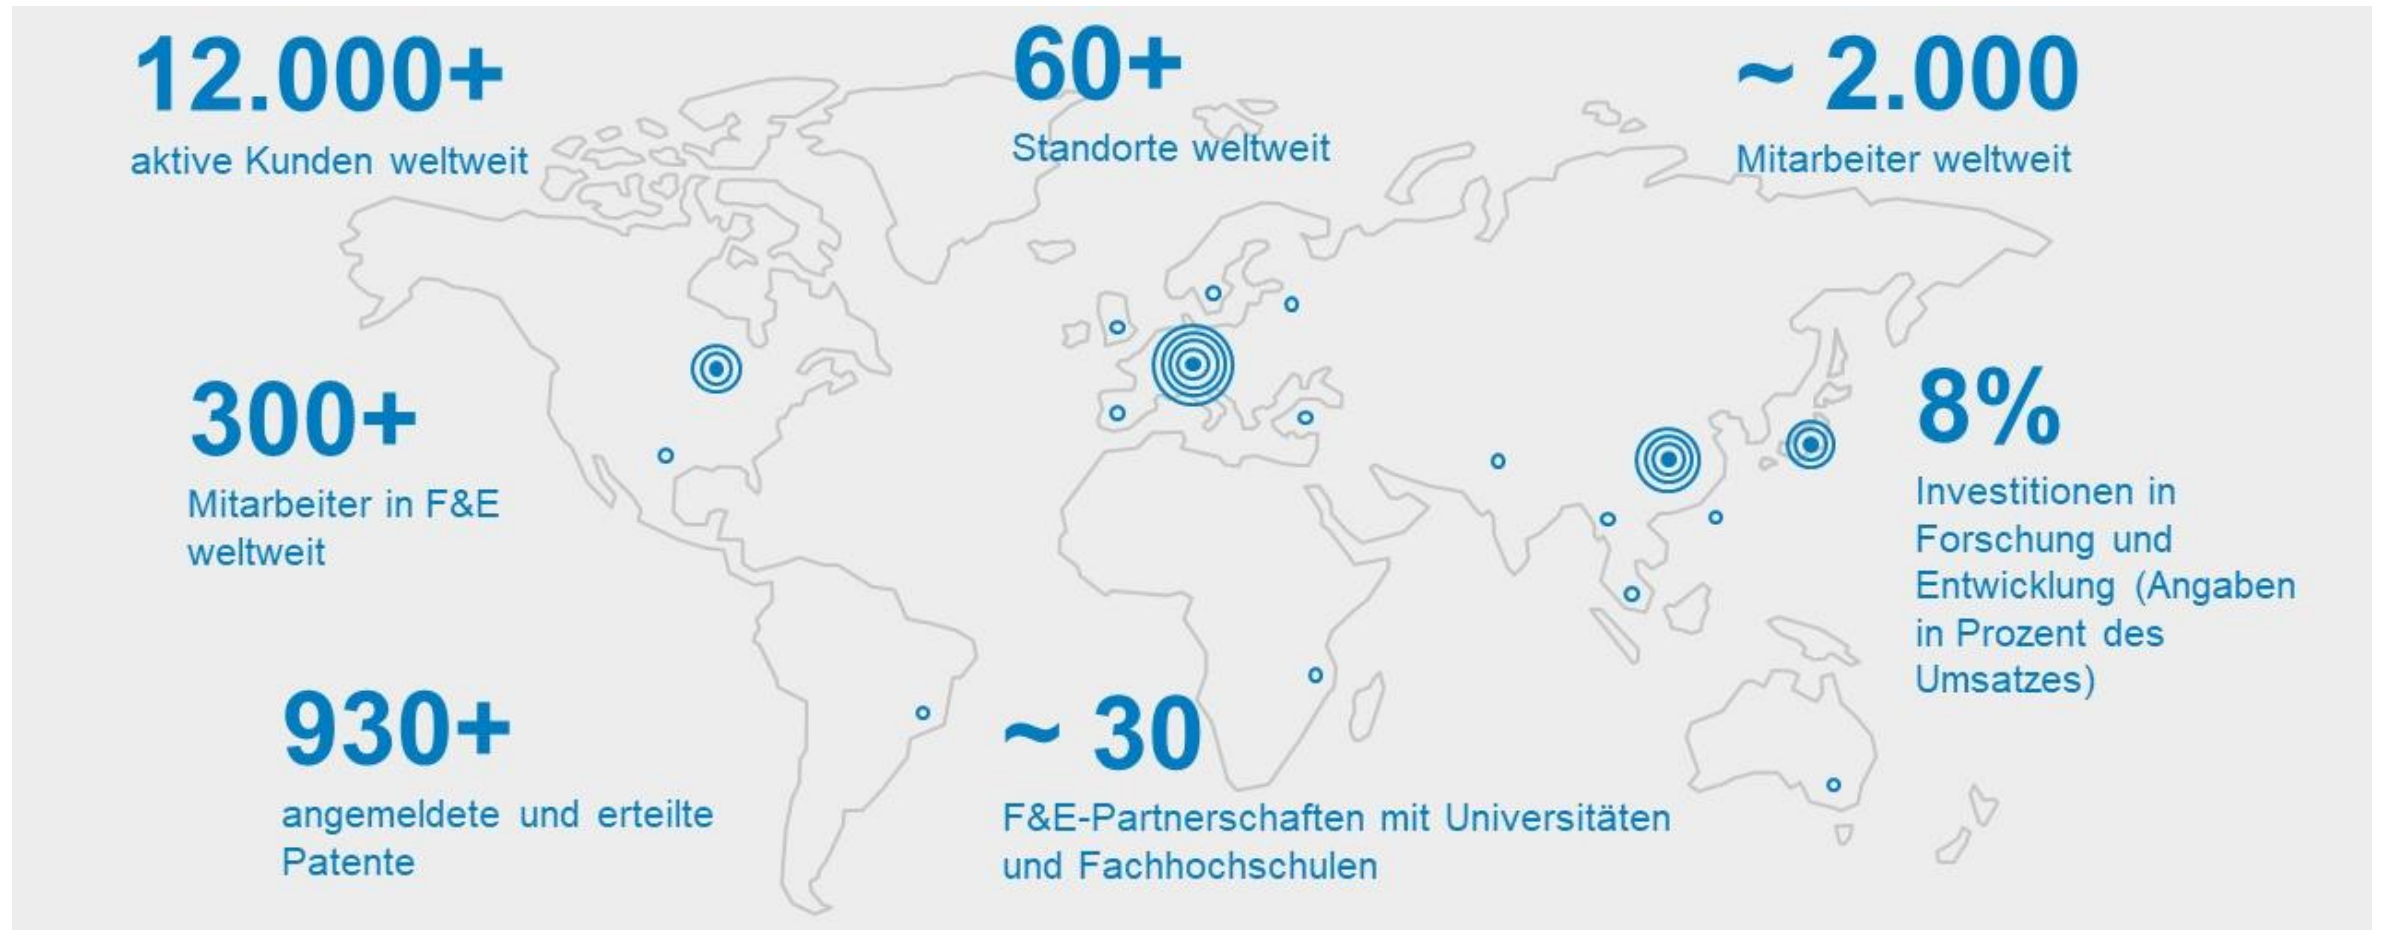 12.000+
aktive Kunden weltweit
60+
Standorte weltweit
~ 2.000
Mitarbeiter weltweit
300+
Mitarbeiter in F&E
weltweit
8%
Investitionen in
Forschung und
Entwicklung (Angaben
in Prozent des
Umsatzes)
930+
angemeldete und erteilte
Patente
~ 30
F&E-Partnerschaften mit Universitäten
und Fachhochschulen